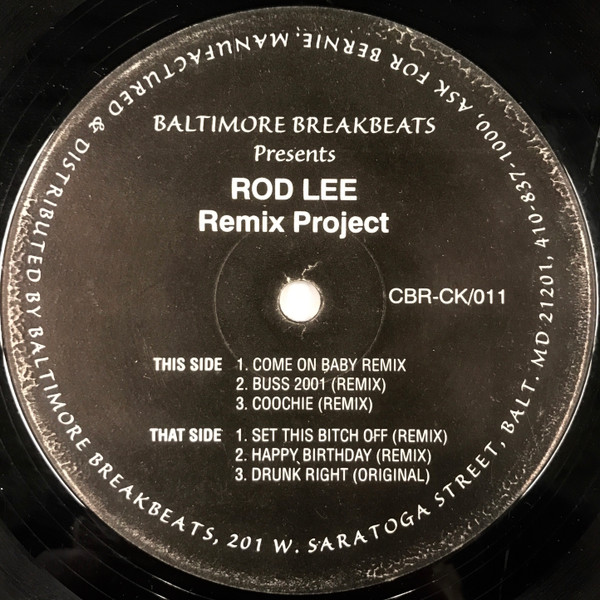 BALTIMORE BREAKBEATS
Presents
ROD LEE
Remix Project
CBR-CK/011
THIS SIDE 1. COME ON BABY REMIX
2. BUSS 2001 (REMIX)
3. COOCHIE (REMIX)
THAT SIDE 1. SET THIS BITCH OFF (REMIX)
2. HAPPY BIRTHDAY (REMIX)
3. DRUNK RIGHT (ORIGINAL)
MANUFACTURED & DISTRIBUTED BY BALTIMORE BREAKBEATS, 201 W. SARATOGA STREET, BALT. MD 21201, 410-837-1000, ASK FOR BERNIE.